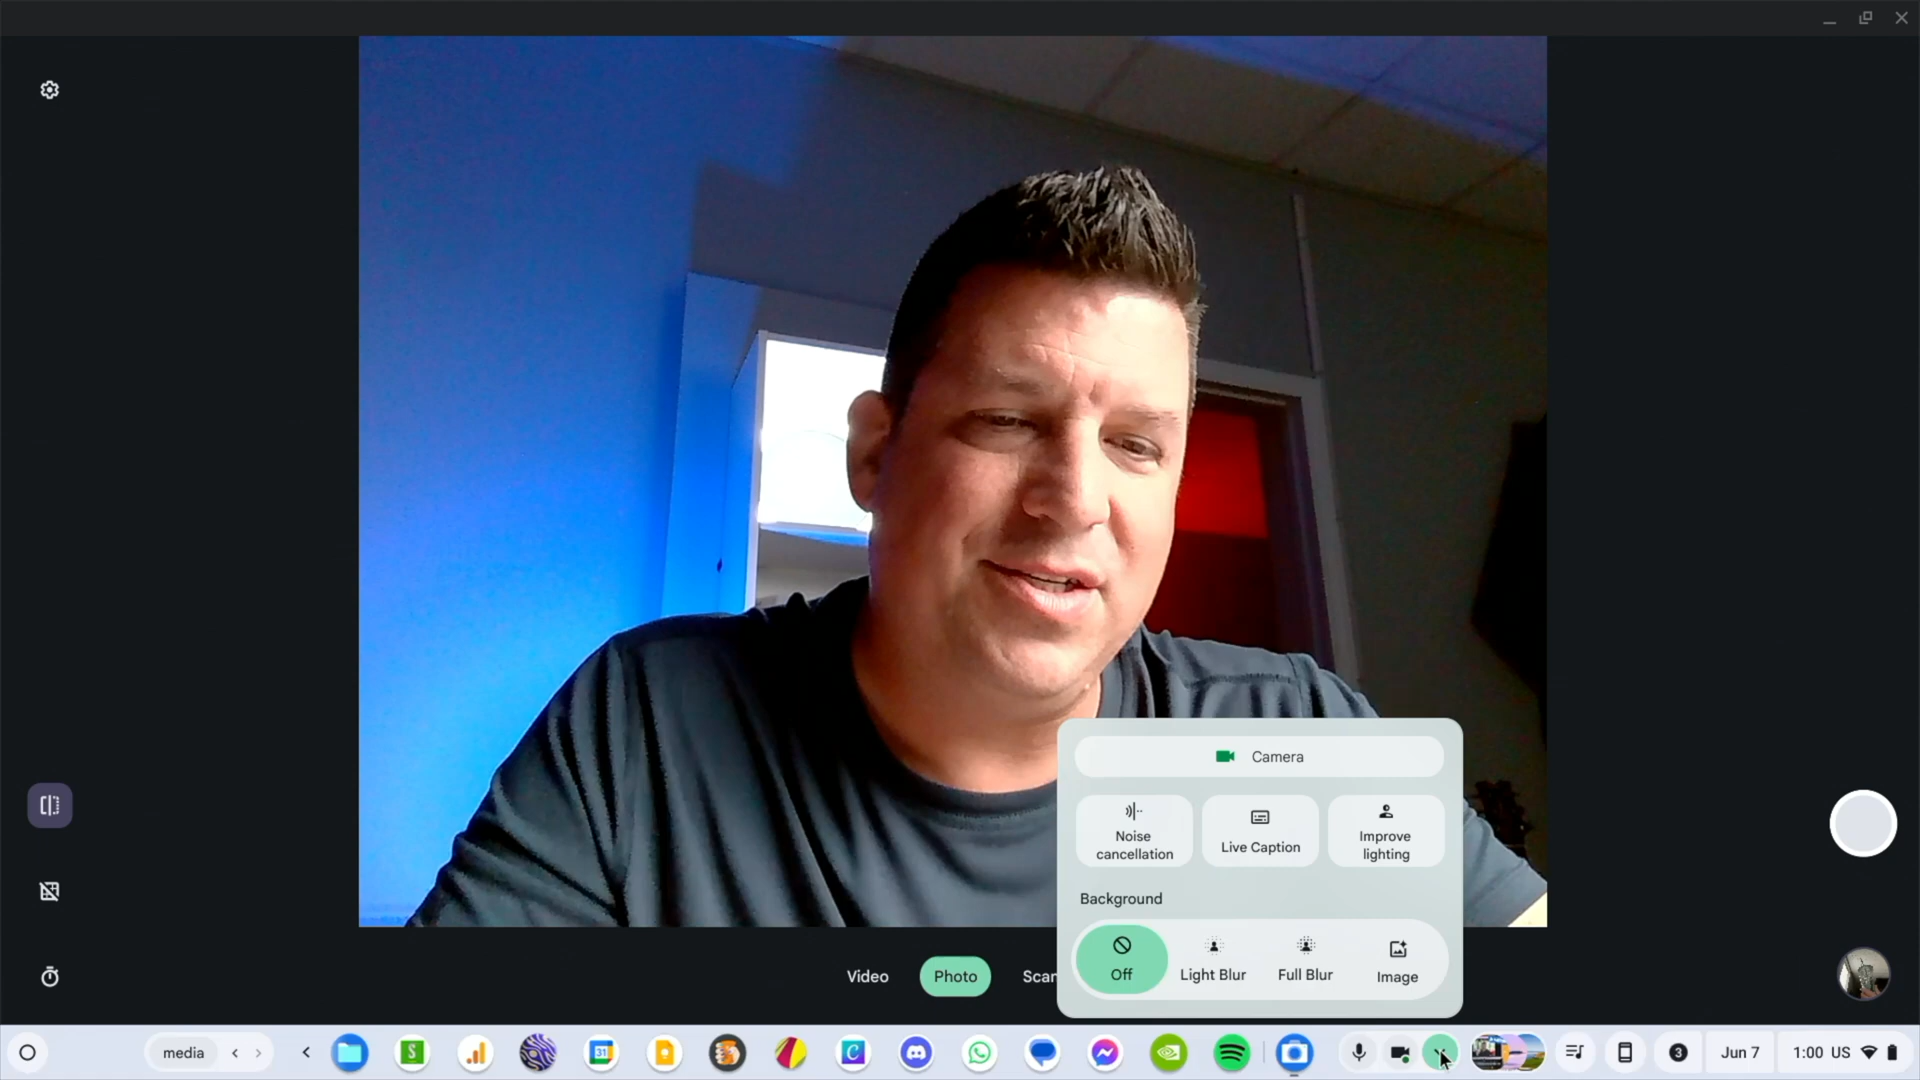 Camera
Noise
cancellation
Live Caption
Improve
lighting
Background
Off
Light Blur
Full Blur
Image
Video
Photo
Scan
media
S
31
C
3
Jun 7
1:00 US